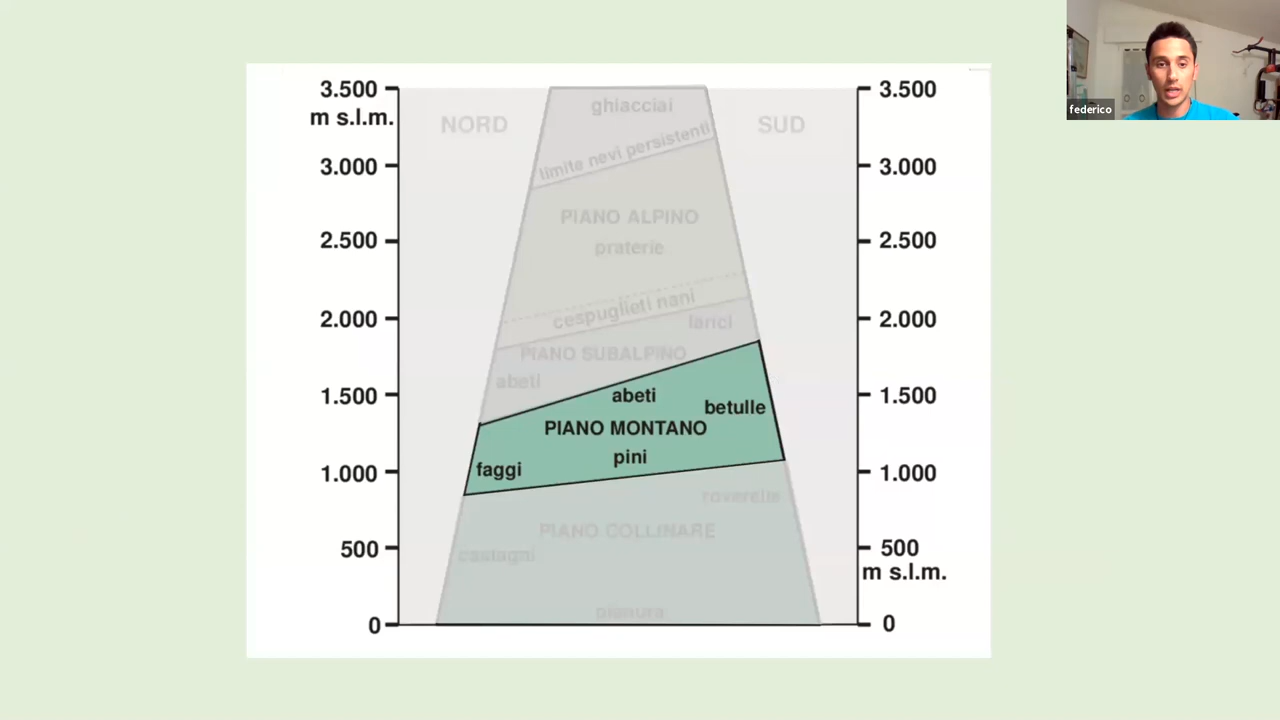 federico
3.500
m s.l.m.
3.000
2.500
2.000
1.500
1.000
500
0
NORD
SUD
ghiacciai
limite nevi persistenti
PIANO ALPINO
praterie
cespuglieti nani
larici
PIANO SUBALPINO
abeti
abeti
betulle
PIANO MONTANO
pini
faggi
roverelle
PIANO COLLINARE
castagni
pianura
3.500
3.000
2.500
2.000
1.500
1.000
500
m s.l.m.
0